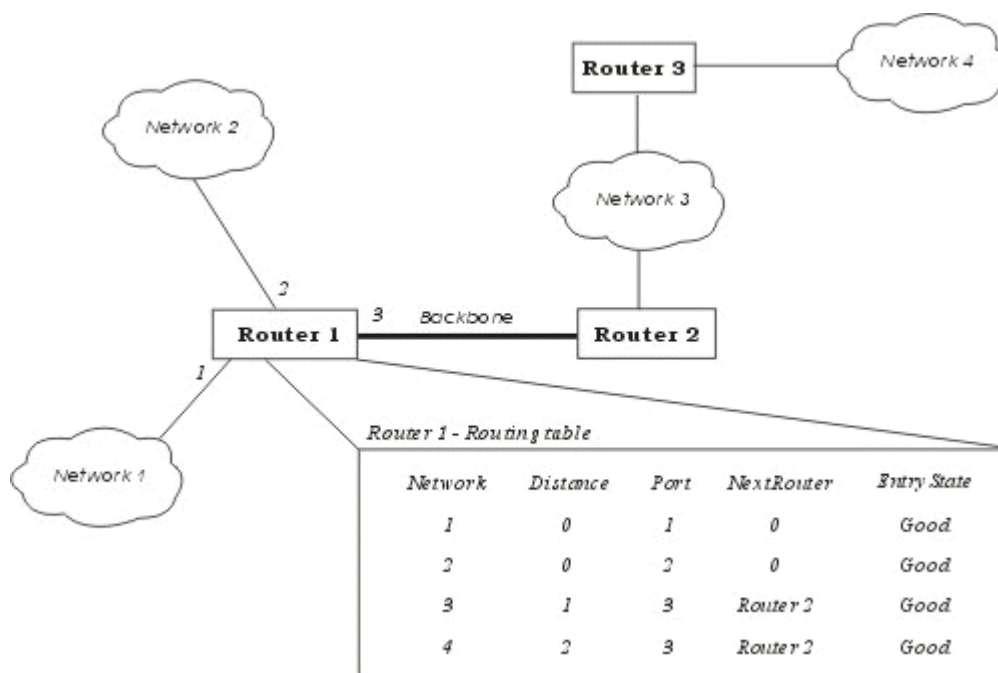 Router 3
Network 4
Network 2
Network 3
2
Router 1
3
Backbone
Router 2
1
Network 1
Router 1 - Routing table
Network Distance Port NextRouter Entry State
1 0 1 0 Good
2 0 2 0 Good
3 1 3 Router 2 Good
4 2 3 Router 2 Good